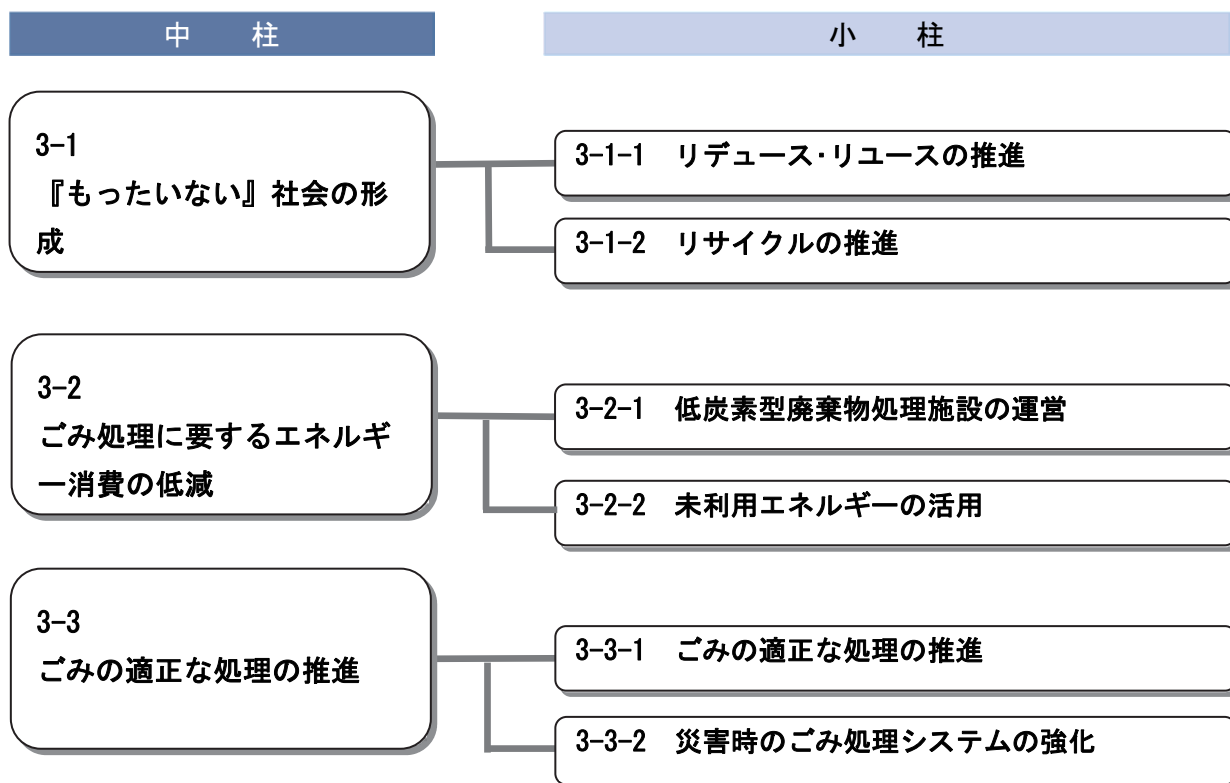 中　柱
小　柱
3-1
『もったいない』社会の形
成
3-1-1　リデュース・リユースの推進
3-1-2　リサイクルの推進
3-2
ごみ処理に要するエネルギ
ー消費の低減
3-2-1　低炭素型廃棄物処理施設の運営
3-2-2　未利用エネルギーの活用
3-3
ごみの適正な処理の推進
3-3-1　ごみの適正な処理の推進
3-3-2　災害時のごみ処理システムの強化